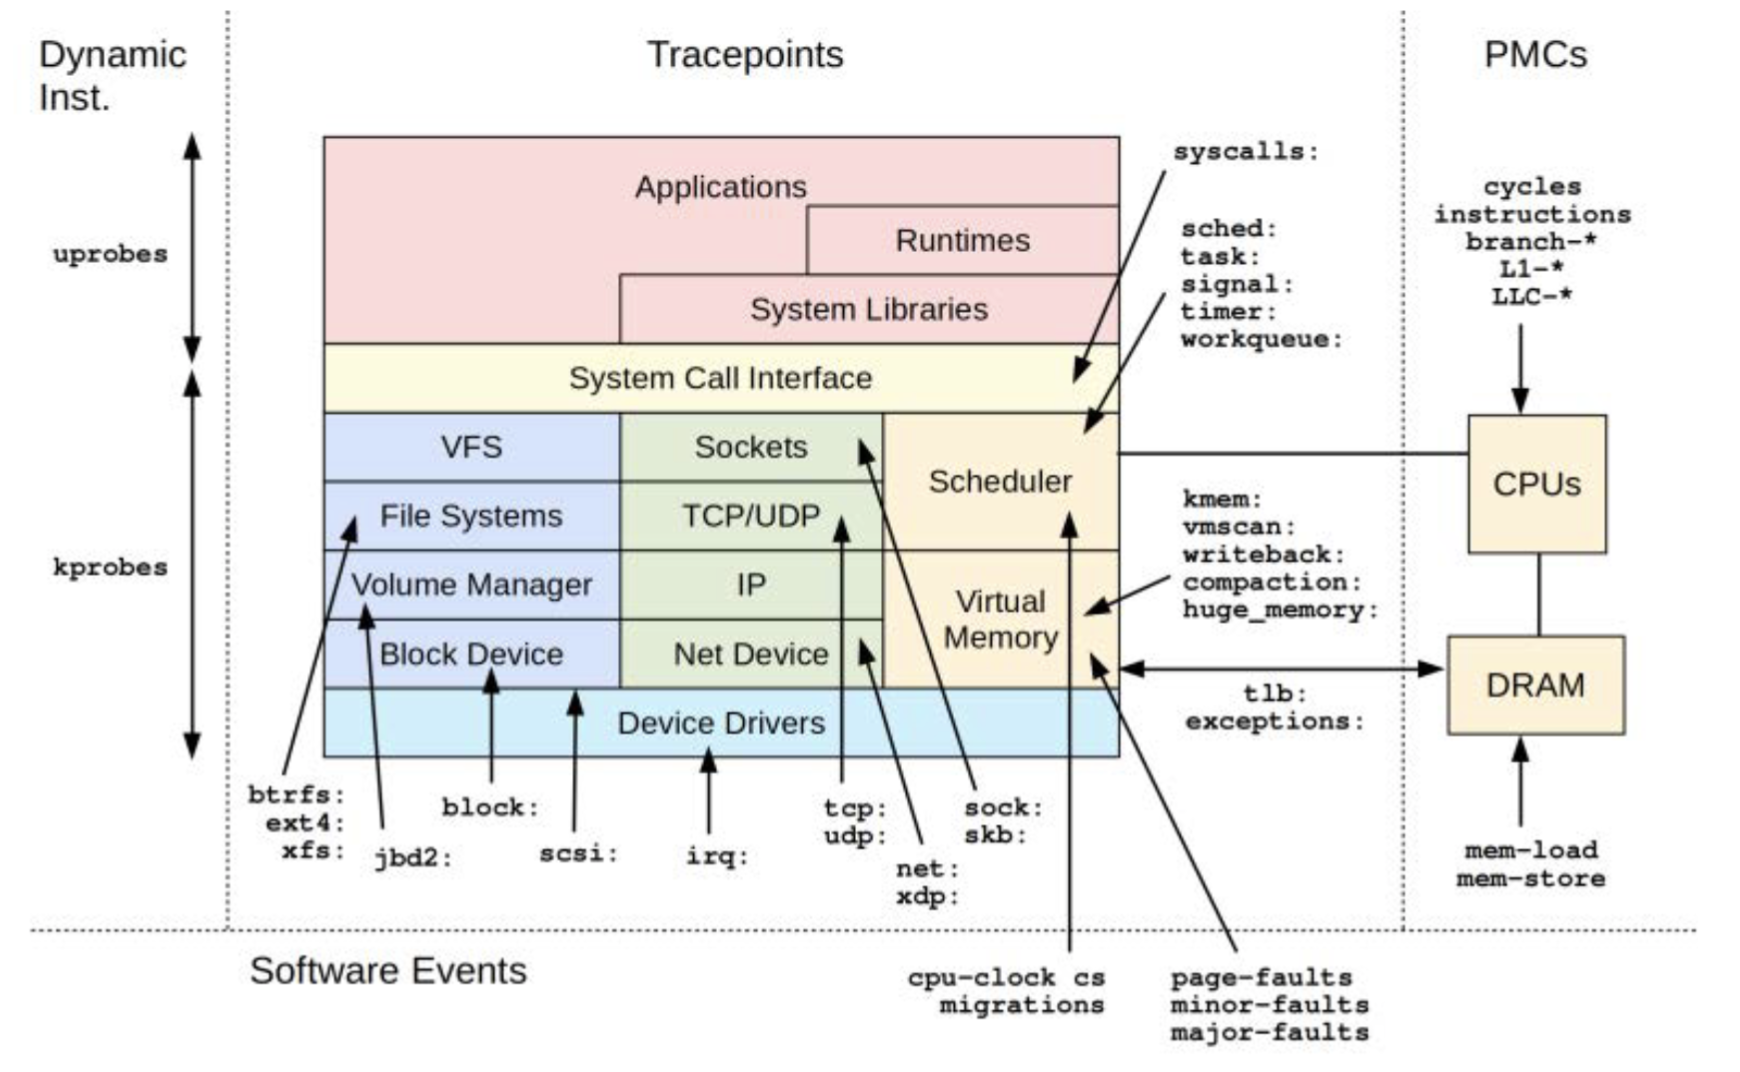 Dynamic
Inst.
Tracepoints
PMCs
uprobes
kprobes
Applications
Runtimes
System Libraries
System Call Interface
VFS
Sockets
Scheduler
File Systems
TCP/UDP
Volume Manager
IP
Virtual
Memory
Block Device
Net Device
Device Drivers
syscalls:
sched:
task:
signal:
timer:
workqueue:
kmem:
vmscan:
writeback:
compaction:
huge_memory:
tlb:
exceptions:
cycles
instructions
branch-*
L1-*
LLC-*
CPUs
DRAM
mem-load
mem-store
btrfs:
ext4:
xfs:
jbd2:
block:
scsi:
irq:
tcp:
udp:
sock:
skb:
net:
xdp:
Software Events
cpu-clock cs
migrations
page-faults
minor-faults
major-faults